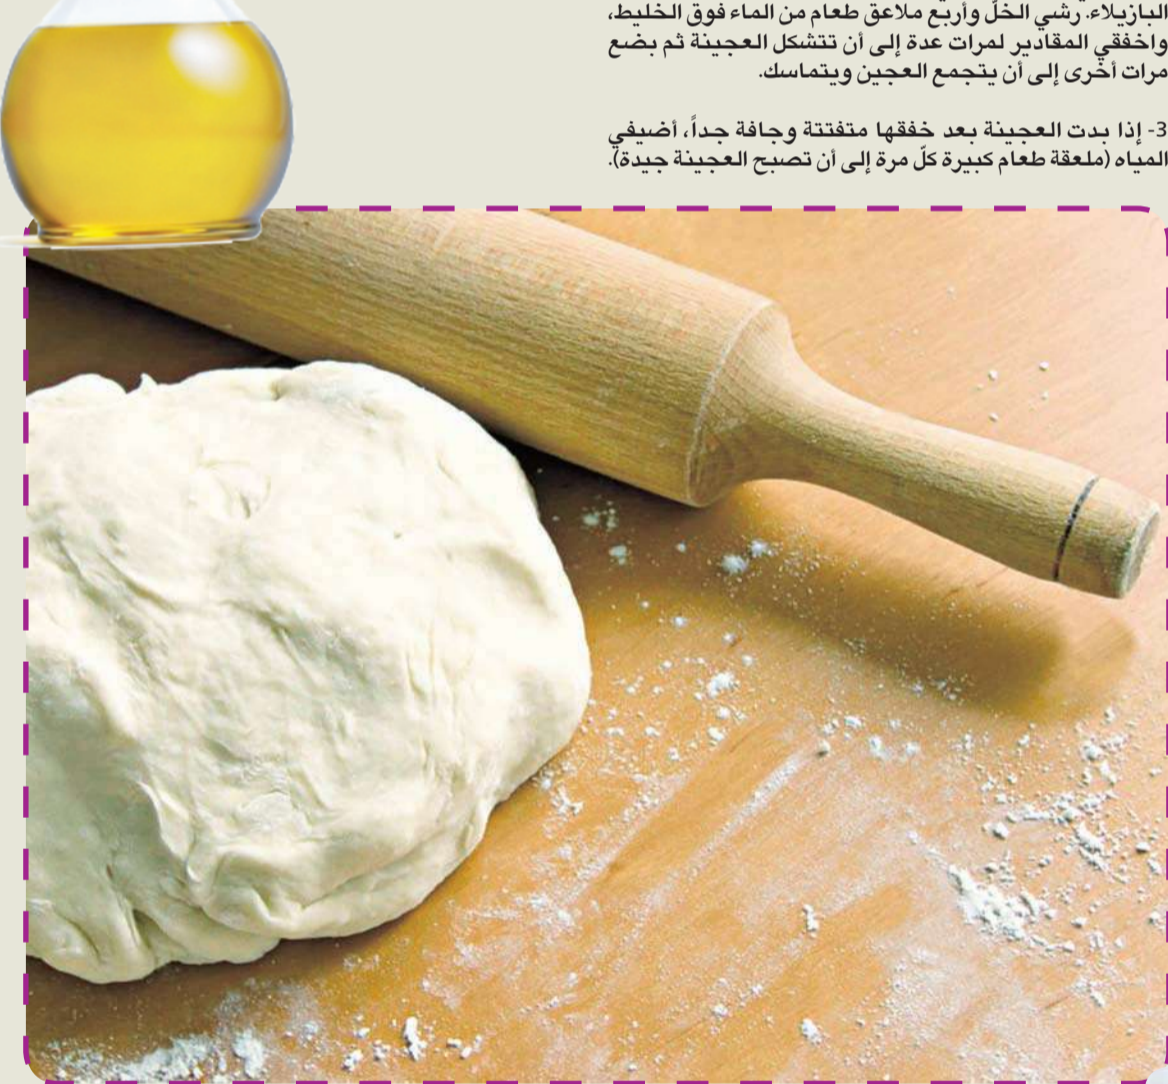 البازيلاء. رشي الخلّ وأربع ملاعق طعام من الماء فوق الخليط،
واخفقي المقادير لمرات عدة إلى أن تتشكل العجينة ثم بضع
مرات أخرى إلى أن يتجمع العجين ويتماسك.
3- إذا بدت العجينة بعد خفقها متفتتة وجافة جداً، أضيفي
المياه (ملعقة طعام كبيرة كلّ مرة إلى أن تصبح العجينة جيدة).